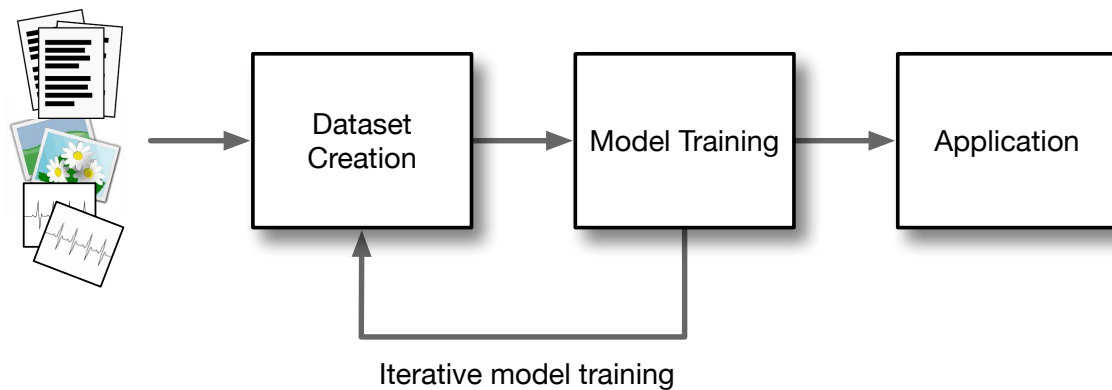 Dataset
Creation
Model Training
Application
Iterative model training